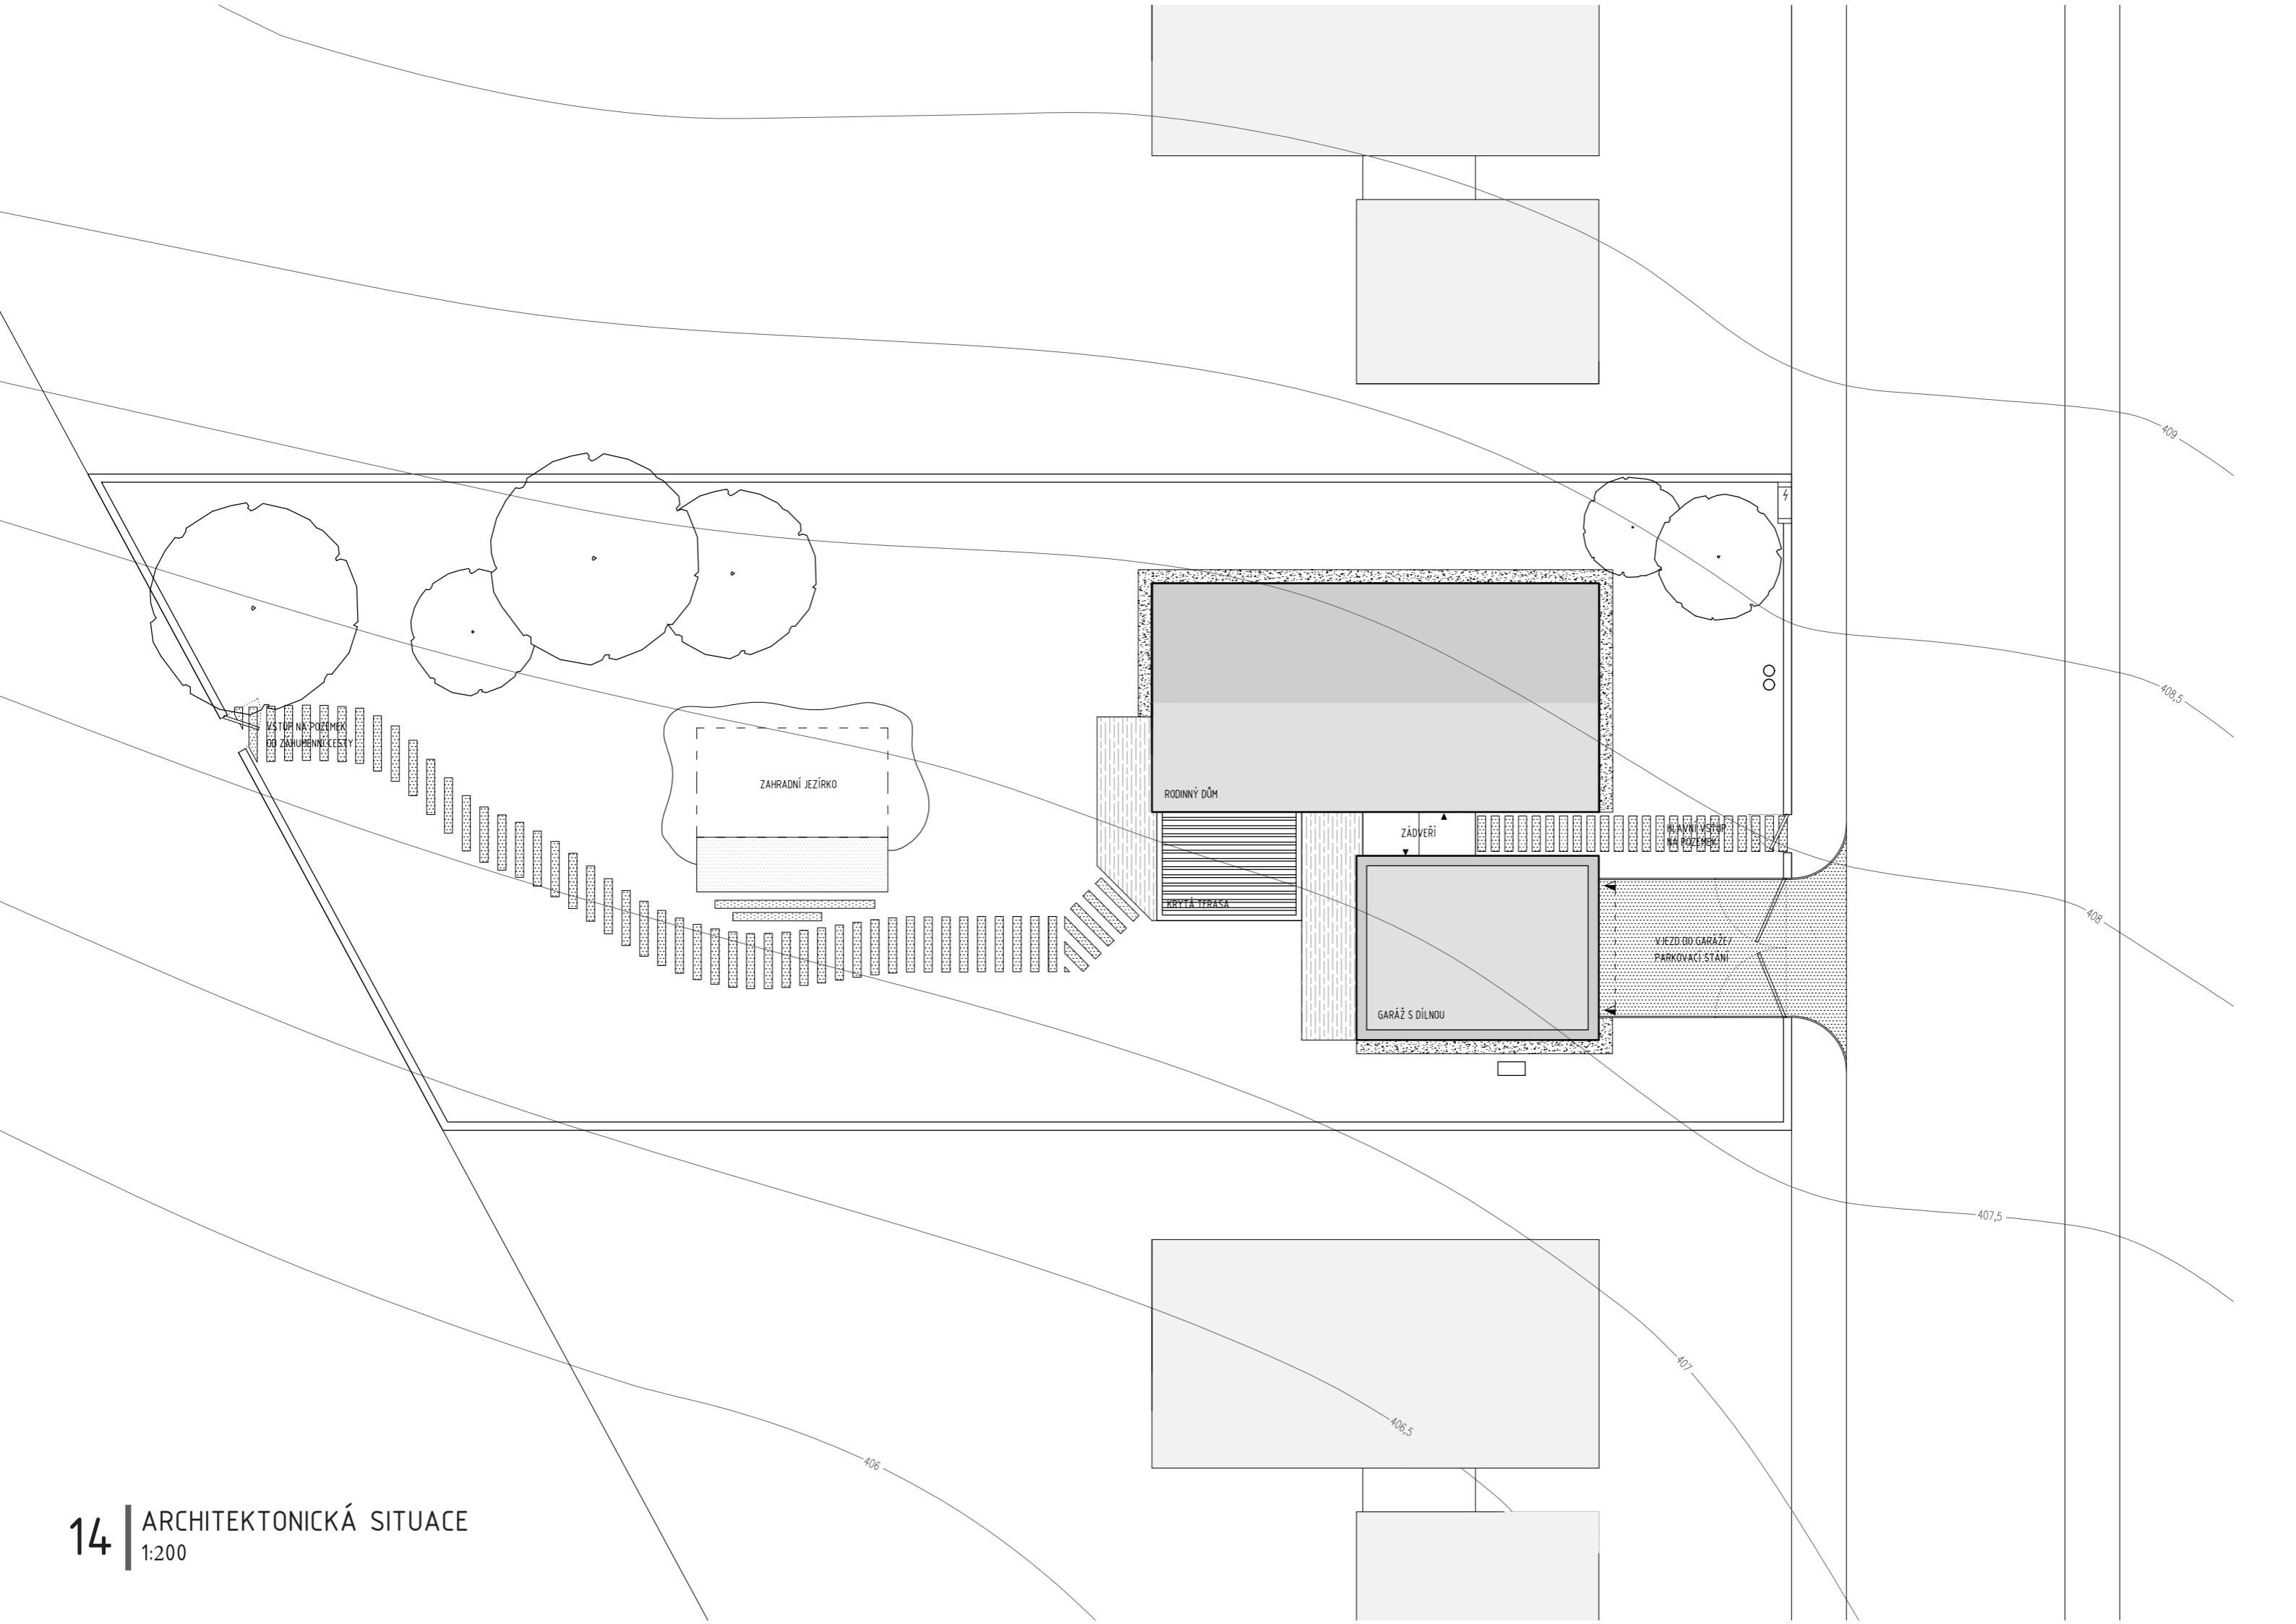 409
408,5
VSTUP NA POZEMEK
OD ZÁHUMENNÍ CESTY
ZAHRADNÍ JEZÍRKO
RODINNÝ DŮM
ZÁDVEŘÍ
HLAVNÍ VSTUP
NA POZEMEK
KRYTÁ TERASA
408
VJEZD DO GARÁŽE/
PARKOVACÍ STÁNÍ
GARÁŽ S DÍLNOU
407,5
407
406,5
406
14
ARCHITEKTONICKÁ SITUACE
1:200